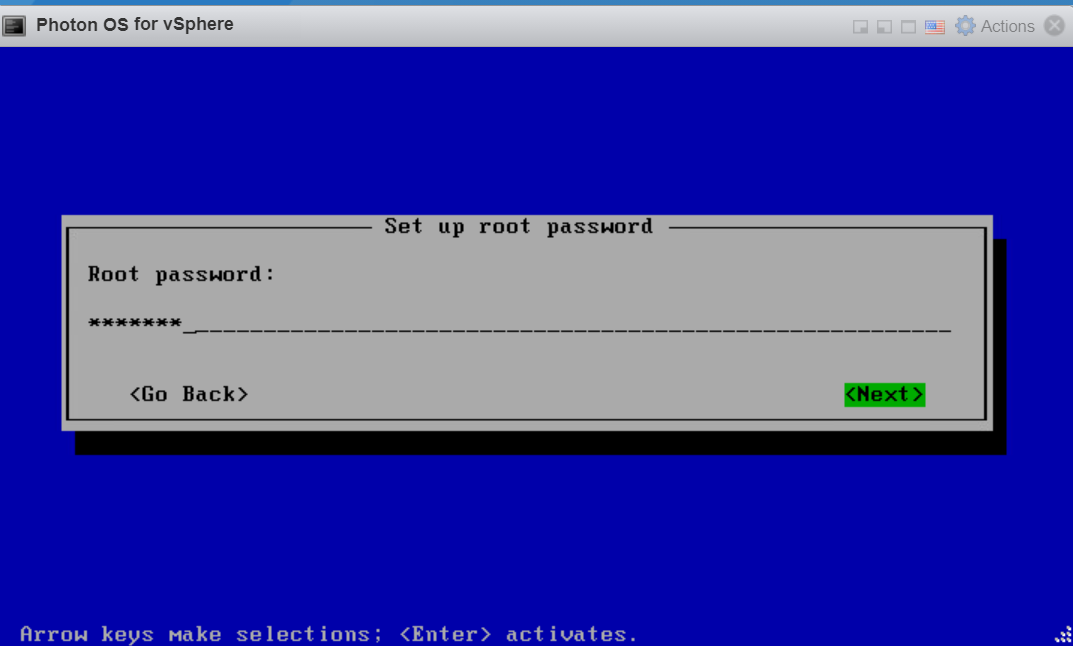 Photon OS for vSphere
Actions
Set up root password
Root password:
*******_
<Go Back> <Next>
Arrow keys make selections; <Enter> activates.